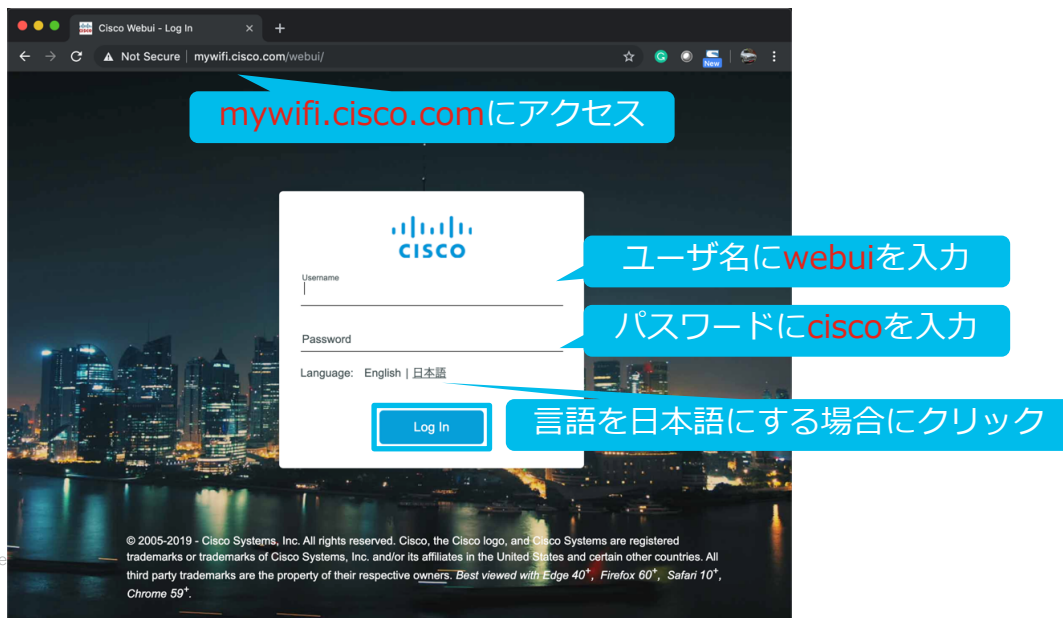 Cisco Webui - Log In
Not Secure | mywifi.cisco.com/webui/
New
mywifi.cisco.comにアクセス
CISCO
Username
ユーザ名にwebuiを入力
Password
パスワードにciscoを入力
Language: English | 日本語
言語を日本語にする場合にクリック
Log In
© 2005-2019 - Cisco Systems, Inc. All rights reserved. Cisco, the Cisco logo, and Cisco Systems are registered
trademarks or trademarks of Cisco Systems, Inc. and/or its affiliates in the United States and certain other countries. All
third party trademarks are the property of their respective owners. Best viewed with Edge 40+, Firefox 60+, Safari 10+,
Chrome 59+.